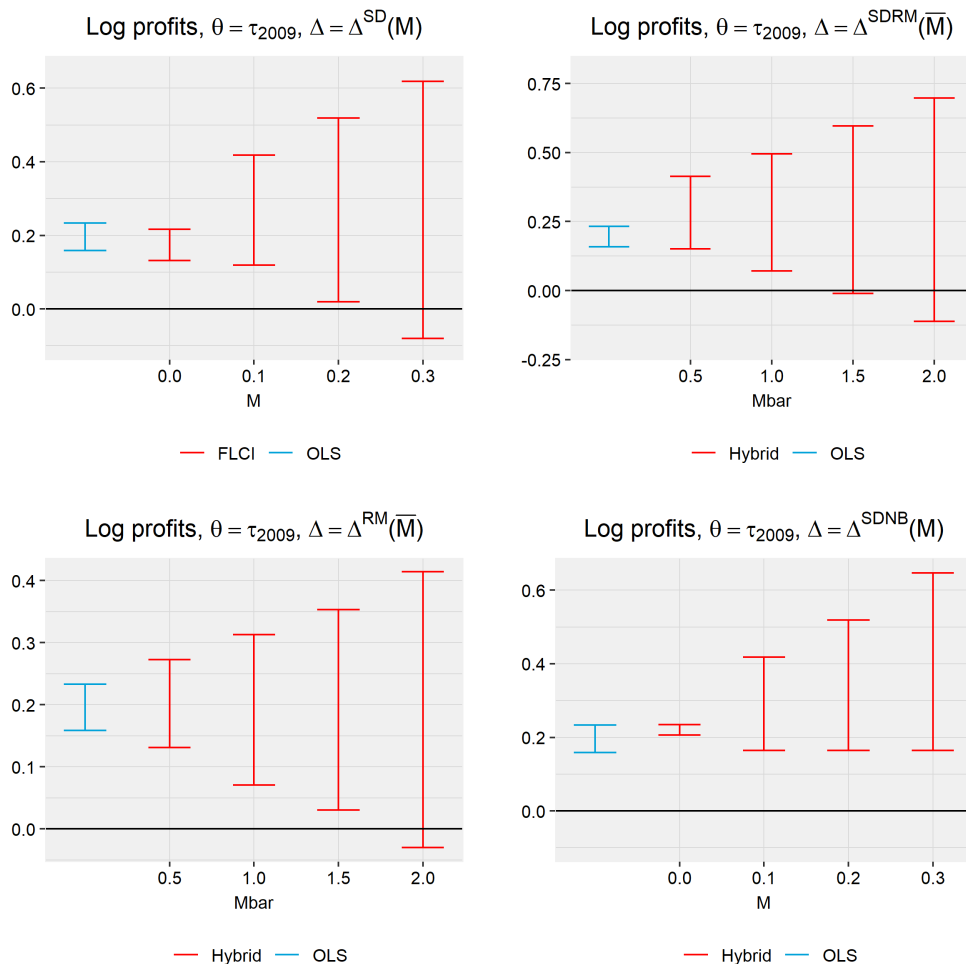 Log profits, θ = τ2009, Δ = Δ^SD(M)
0.6
0.4
0.2
0.0
0.0 0.1 0.2 0.3
M
FLCI OLS
Log profits, θ = τ2009, Δ = Δ^SDRM(M̅)
0.75
0.50
0.25
0.00
-0.25
0.5 1.0 1.5 2.0
Mbar
Hybrid OLS
Log profits, θ = τ2009, Δ = Δ^RM(M̅)
0.4
0.3
0.2
0.1
0.0
0.5 1.0 1.5 2.0
Mbar
Hybrid OLS
Log profits, θ = τ2009, Δ = Δ^SDNB(M)
0.6
0.4
0.2
0.0
0.0 0.1 0.2 0.3
M
Hybrid OLS